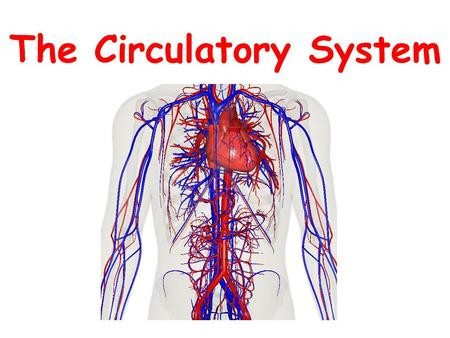 The Circulatory System